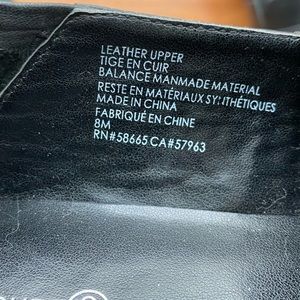 LEATHER UPPER
TIGE EN CUIR
BALANCE MANMADE MATERIAL
RESTE EN MATÉRIAUX SYNTHÉTIQUES
MADE IN CHINA
FABRIQUÉ EN CHINE
8M
RN#58665 CA#57963